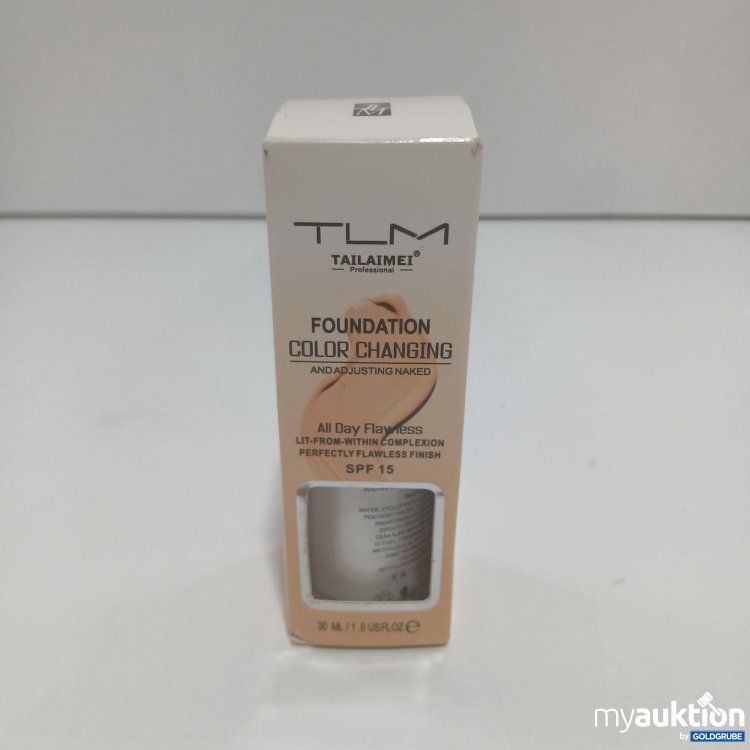 TLM
TAILAIMEI®
Professional
FOUNDATION
COLOR CHANGING
AND ADJUSTING NAKED
All Day Flawless
LIT-FROM-WITHIN COMPLEXION
PERFECTLY FLAWLESS FINISH
SPF 15
30 ML / 1.0 US FL.OZ ℮
myauktion
by GOLDGRUBE